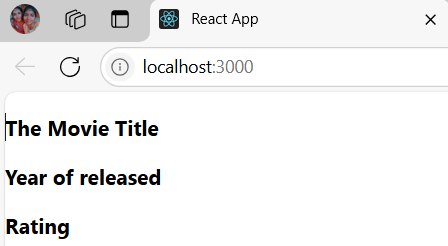 React App
localhost:3000
The Movie Title
Year of released
Rating